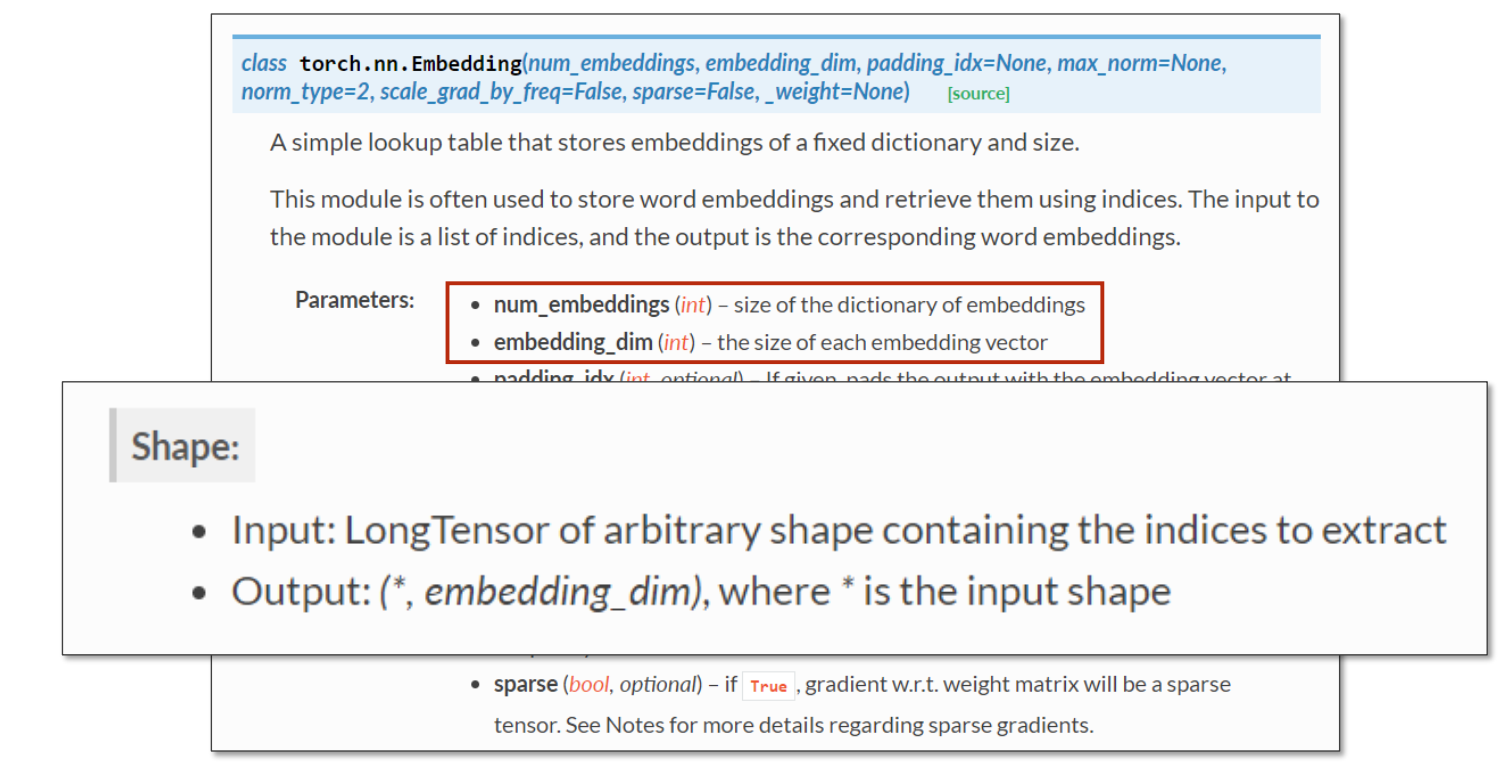 class torch.nn.Embedding(num_embeddings, embedding_dim, padding_idx=None, max_norm=None,
norm_type=2, scale_grad_by_freq=False, sparse=False, _weight=None) [source]
A simple lookup table that stores embeddings of a fixed dictionary and size.
This module is often used to store word embeddings and retrieve them using indices. The input to
the module is a list of indices, and the output is the corresponding word embeddings.
Parameters:
• num_embeddings (int) – size of the dictionary of embeddings
• embedding_dim (int) – the size of each embedding vector
• padding_idx (int, optional) – If given, pads the output with the embedding vector at
Shape:
• Input: LongTensor of arbitrary shape containing the indices to extract
• Output: (*, embedding_dim), where * is the input shape
• sparse (bool, optional) – if True, gradient w.r.t. weight matrix will be a sparse
tensor. See Notes for more details regarding sparse gradients.